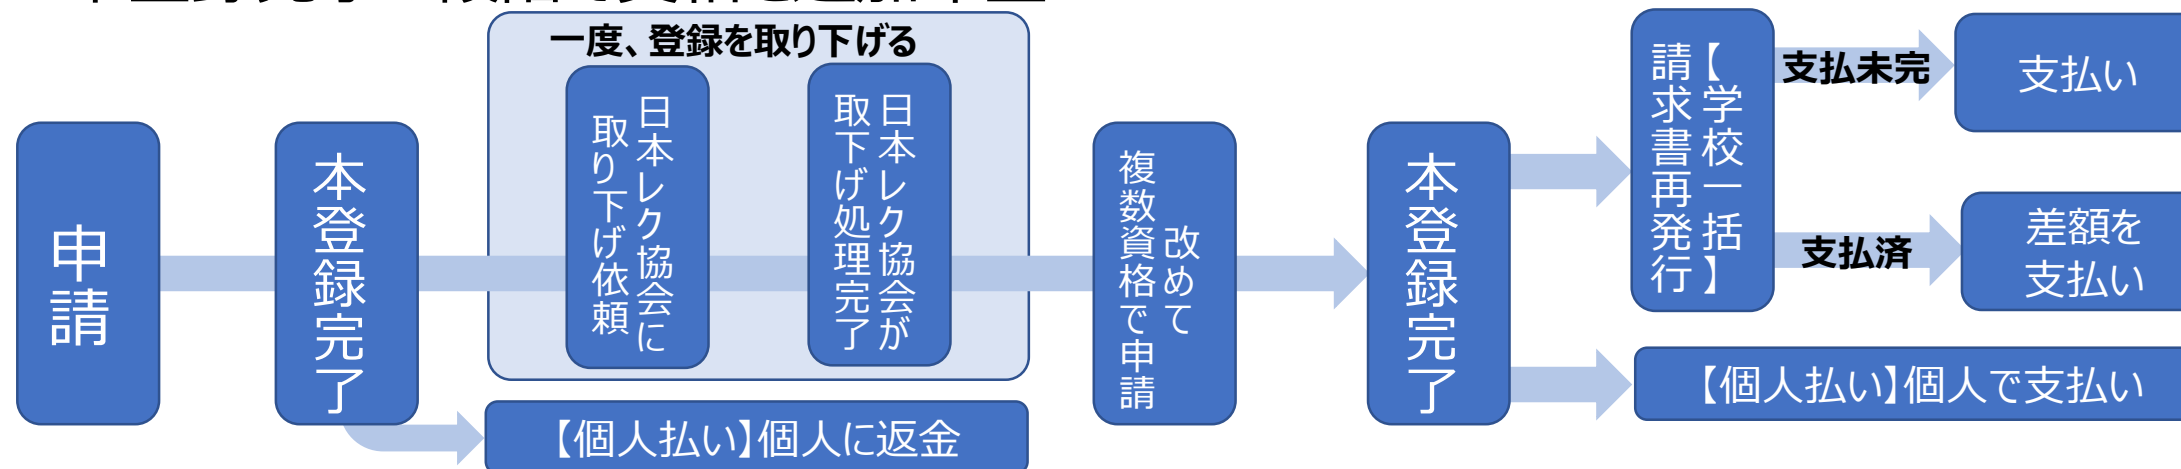 一度、登録を取り下げる
申請
本登録完了
日本レク協会に
取り下げ依頼
日本レク協会が
取下げ処理完了
【個人払い】個人に返金
改めて
複数資格で申請
本登録完了
【学校一括】
請求書再発行
支払未完
支払い
支払済
差額を
支払い
【個人払い】個人で支払い